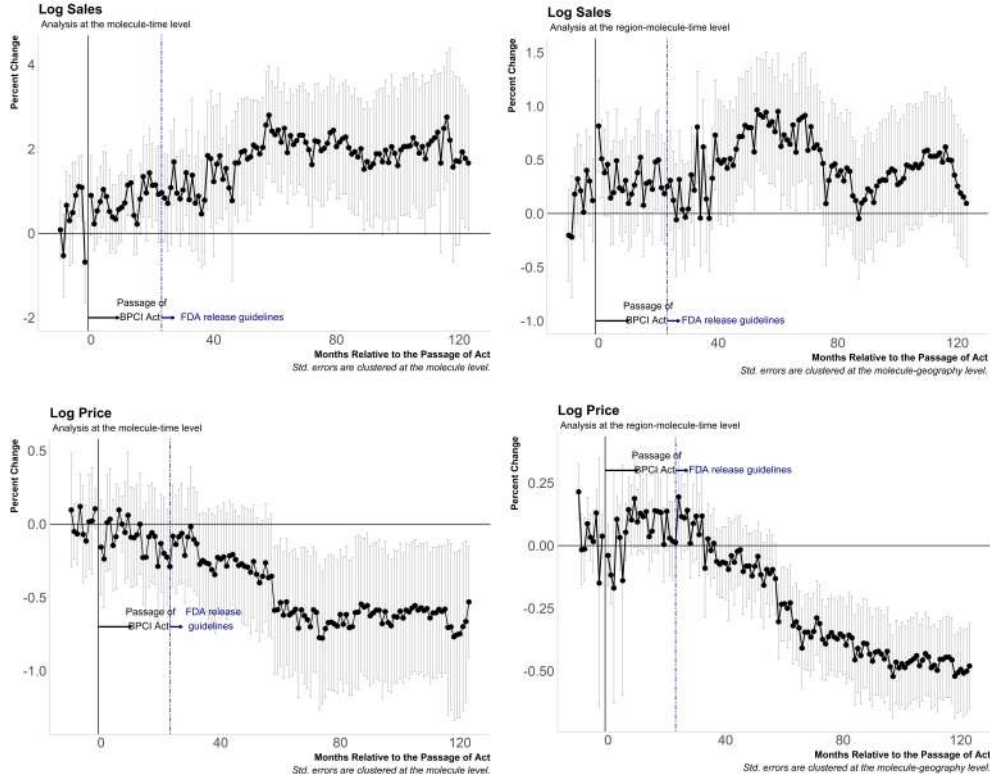 Log Sales
Analysis at the molecule-time level
Percent Change
4
2
0
-2
Passage of
BPCI Act
FDA release guidelines
0
40
80
120
Months Relative to the Passage of Act
Std. errors are clustered at the molecule level.
Log Sales
Analysis at the region-molecule-time level
Percent Change
1.5
1.0
0.5
0.0
-0.5
-1.0
Passage of
BPCI Act
FDA release guidelines
0
40
80
120
Months Relative to the Passage of Act
Std. errors are clustered at the molecule-geography level.
Log Price
Analysis at the molecule-time level
Percent Change
0.5
0.0
-0.5
-1.0
Passage of
BPCI Act
FDA release
guidelines
0
40
80
120
Months Relative to the Passage of Act
Std. errors are clustered at the molecule level.
Log Price
Analysis at the region-molecule-time level
Percent Change
Passage of
BPCI Act
FDA release guidelines
0.25
0.00
-0.25
-0.50
0
40
80
120
Months Relative to the Passage of Act
Std. errors are clustered at the molecule-geography level.